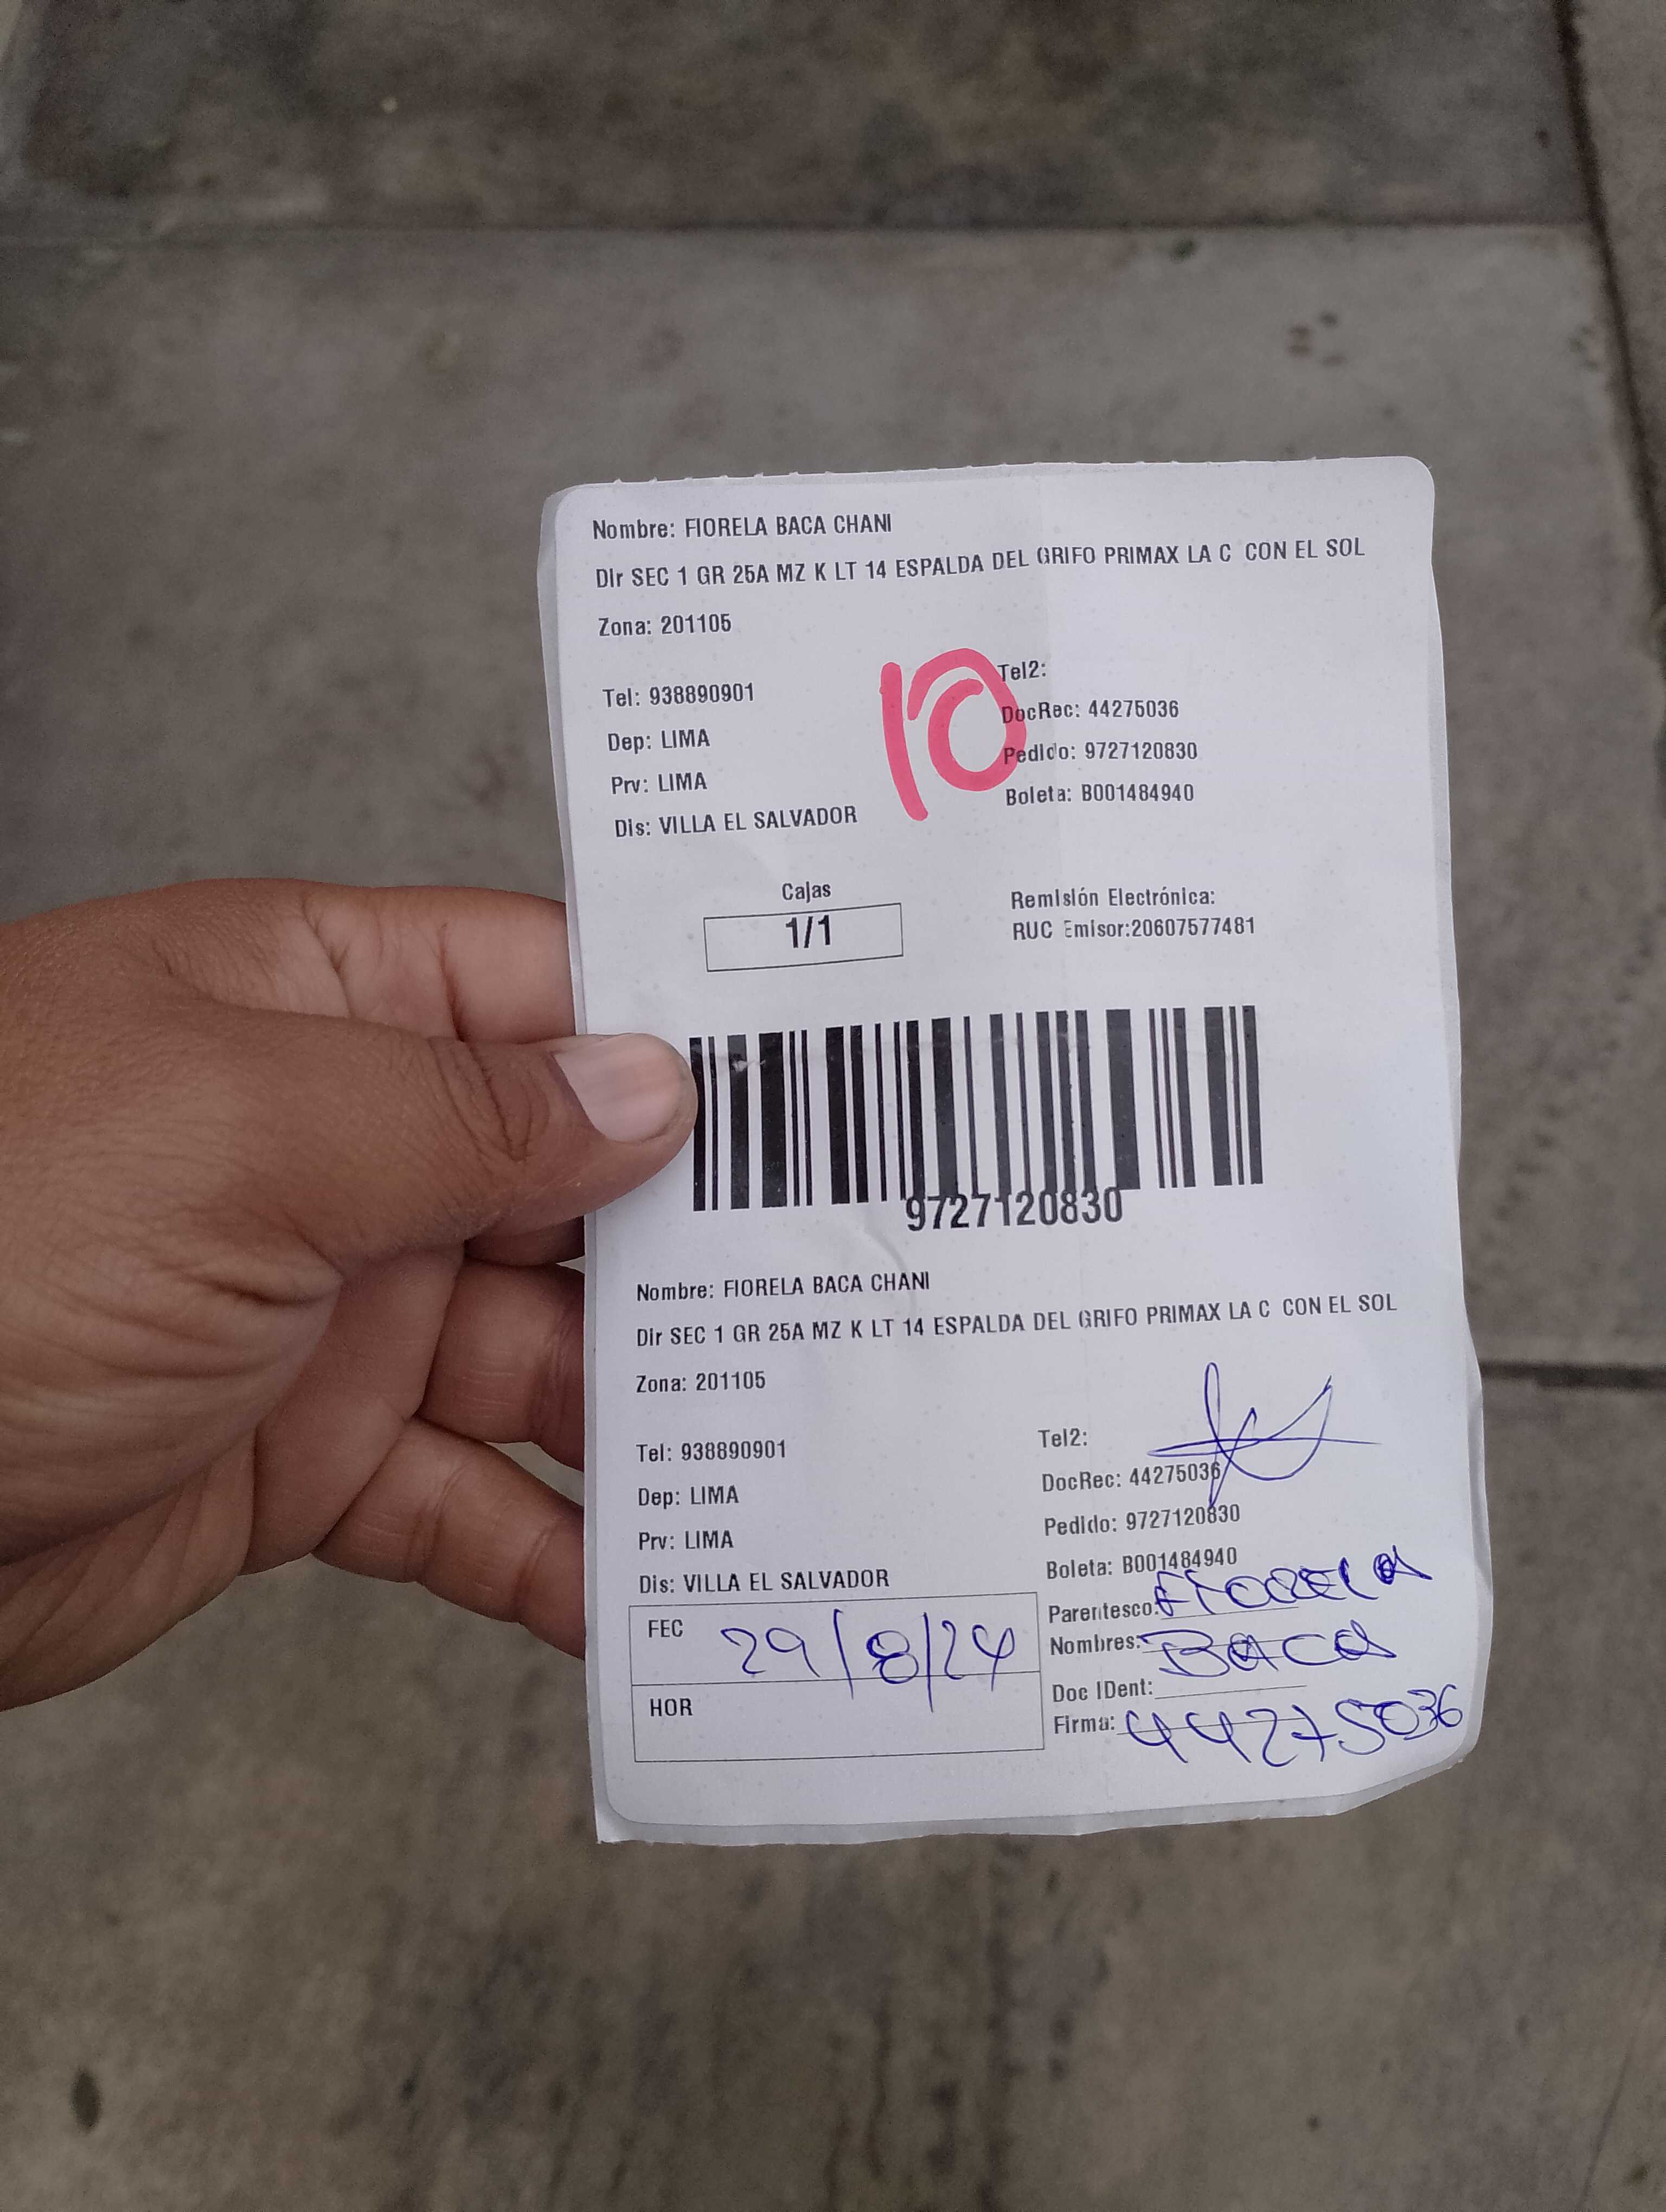 Nombre: FIORELA BACA CHANI
Dir SEC 1 GR 25A MZ K LT 14 ESPALDA DEL GRIFO PRIMAX LA C CON EL SOL
Zona: 201105
10
Tel: 938890901
Tel2:
DocRec: 44275036
Dep: LIMA
Pedido: 9727120830
Prv: LIMA
Boleta: B001484940
Dis: VILLA EL SALVADOR
Cajas
1/1
Remisión Electrónica:
RUC Emisor:20607577481
9727120830
Nombre: FIORELA BACA CHANI
Dir SEC 1 GR 25A MZ K LT 14 ESPALDA DEL GRIFO PRIMAX LA C CON EL SOL
Zona: 201105
Tel: 938890901
Tel2:
DocRec: 44275036
Dep: LIMA
Pedido: 9727120830
Prv: LIMA
Boleta: B001484940
Dis: VILLA EL SALVADOR
FEC 29/8/24
HOR
Parentesco: FIORELA
Nombres: BACA
Doc IDent:
Firma: 44275036